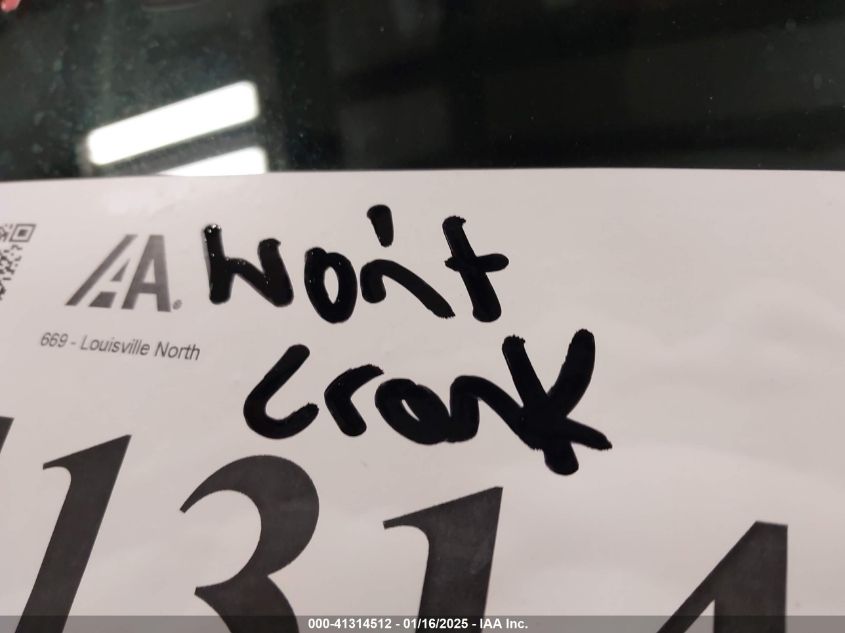 IAA®
Won't
669 - Louisville North
Crank
1314
000-41314512 - 01/16/2025 - IAA Inc.